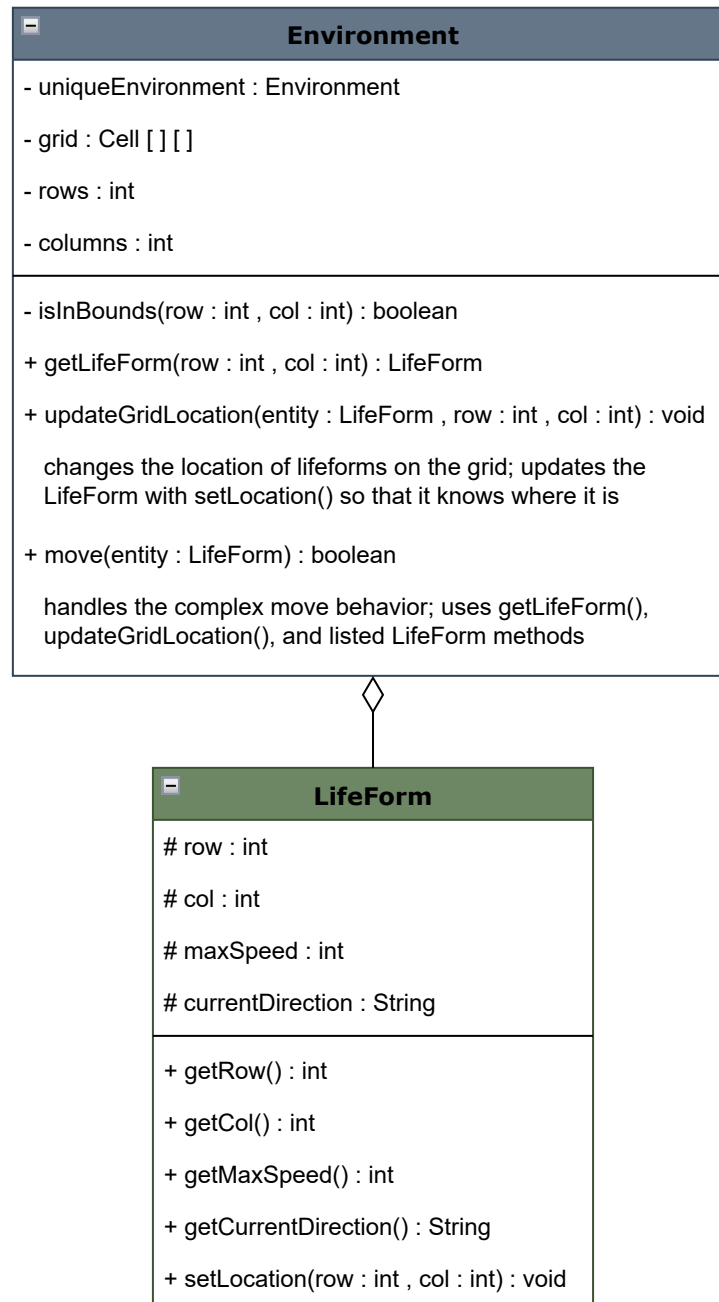 Environment
- uniqueEnvironment : Environment
- grid : Cell [ ] [ ]
- rows : int
- columns : int
- isInBounds(row : int , col : int) : boolean
+ getLifeForm(row : int , col : int) : LifeForm
+ updateGridLocation(entity : LifeForm , row : int , col : int) : void
changes the location of lifeforms on the grid; updates the
LifeForm with setLocation() so that it knows where it is
+ move(entity : LifeForm) : boolean
handles the complex move behavior; uses getLifeForm(),
updateGridLocation(), and listed LifeForm methods
LifeForm
# row : int
# col : int
# maxSpeed : int
# currentDirection : String
+ getRow() : int
+ getCol() : int
+ getMaxSpeed() : int
+ getCurrentDirection() : String
+ setLocation(row : int , col : int) : void